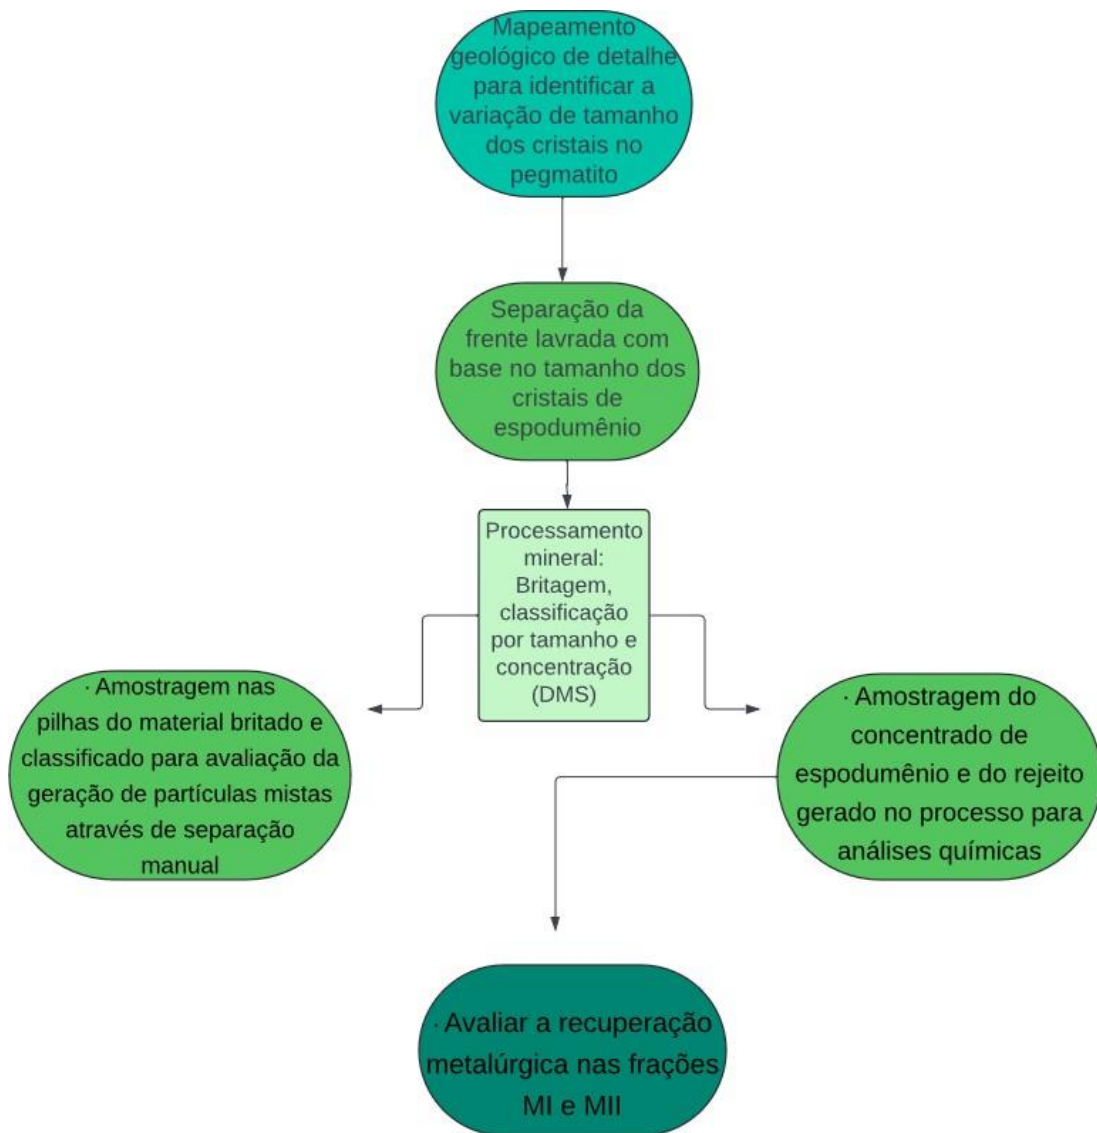 Mapeamento
geológico de detalhe
para identificar a
variação de tamanho
dos cristais no
pegmatito
Separação da
frente lavrada com
base no tamanho dos
cristais de
espodumênio
Processamento
mineral:
Britagem,
classificação
por tamanho e
concentração
(DMS)
· Amostragem nas
pilhas do material britado e
classificado para avaliação da
geração de partículas mistas
através de separação
manual
· Amostragem do
concentrado de
espodumênio e do rejeito
gerado no processo para
análises químicas
· Avaliar a recuperação
metalúrgica nas frações
MI e MII